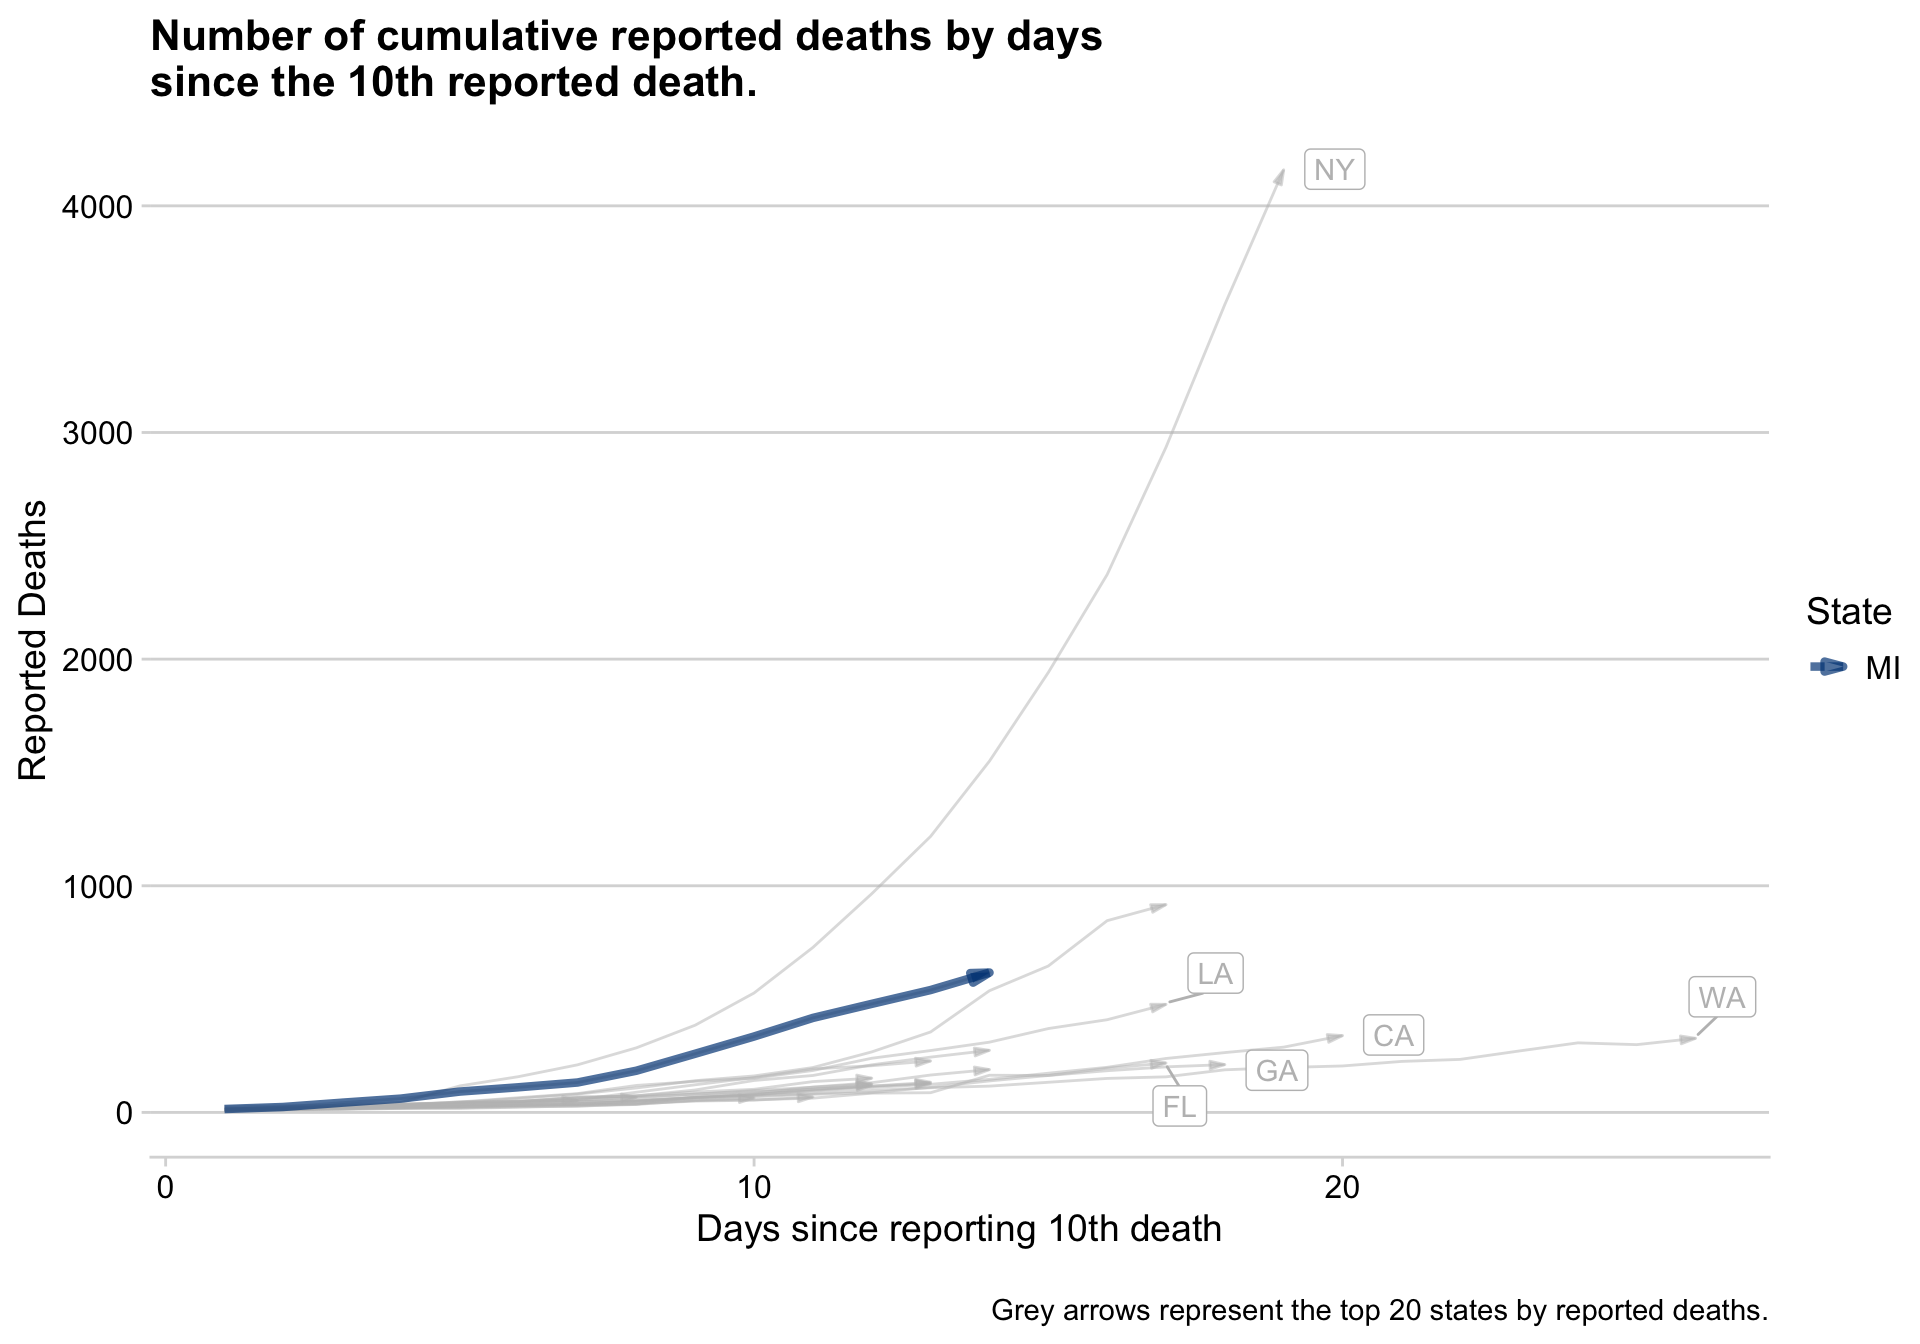 Number of cumulative reported deaths by days
since the 10th reported death.
NY
4000
3000
2000
1000
0
Reported Deaths
LA
WA
CA
GA
FL
State
MI
0
10
20
Days since reporting 10th death
Grey arrows represent the top 20 states by reported deaths.